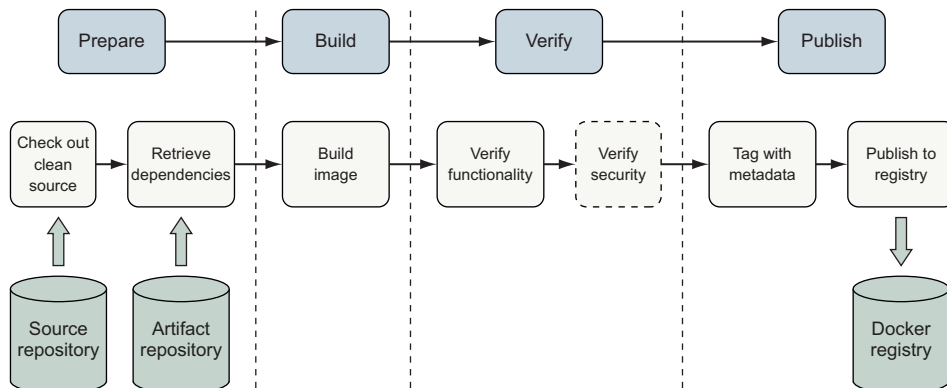 Prepare
Build
Verify
Publish
Check out
clean
source
Retrieve
dependencies
Build
image
Verify
functionality
Verify
security
Tag with
metadata
Publish to
registry
Source
repository
Artifact
repository
Docker
registry